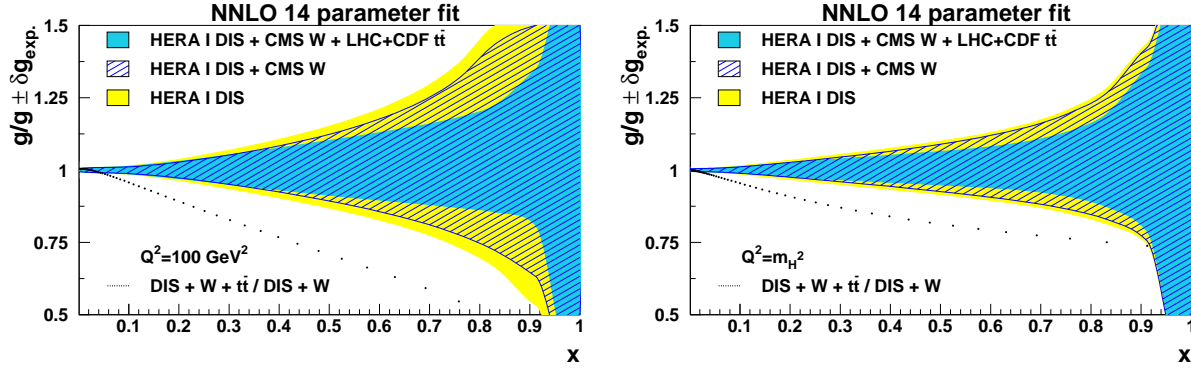 NNLO 14 parameter fit
g/g ± δg_exp.
1.5
1.25
1
0.75
0.5
HERA I DIS + CMS W + LHC+CDF tt̄
HERA I DIS + CMS W
HERA I DIS
Q²=100 GeV²
DIS + W + tt̄ / DIS + W
0.1 0.2 0.3 0.4 0.5 0.6 0.7 0.8 0.9 1
x
NNLO 14 parameter fit
g/g ± δg_exp.
1.5
1.25
1
0.75
0.5
HERA I DIS + CMS W + LHC+CDF tt̄
HERA I DIS + CMS W
HERA I DIS
Q²=m_H²
DIS + W + tt̄ / DIS + W
0.1 0.2 0.3 0.4 0.5 0.6 0.7 0.8 0.9 1
x